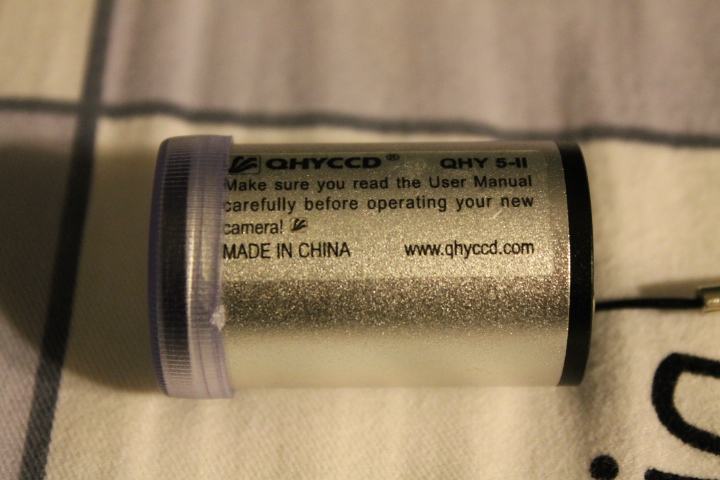 QHYCCD® QHY 5-II
Make sure you read the User Manual
carefully before operating your new
camera!
MADE IN CHINA www.qhyccd.com
in